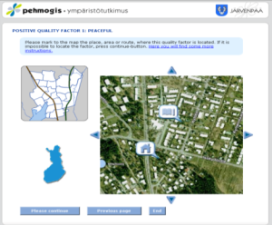 pehmogis - ympäristötutkimus
JÄRVENPÄÄ
POSITIVE QUALITY FACTOR 1: PEACEFUL
Please mark to the map the place, area or route, where this quality factor is located. If it is
impossible to locate the factor, press continue button. Here you will find some more
instructions.
Please continue
Previous page
End